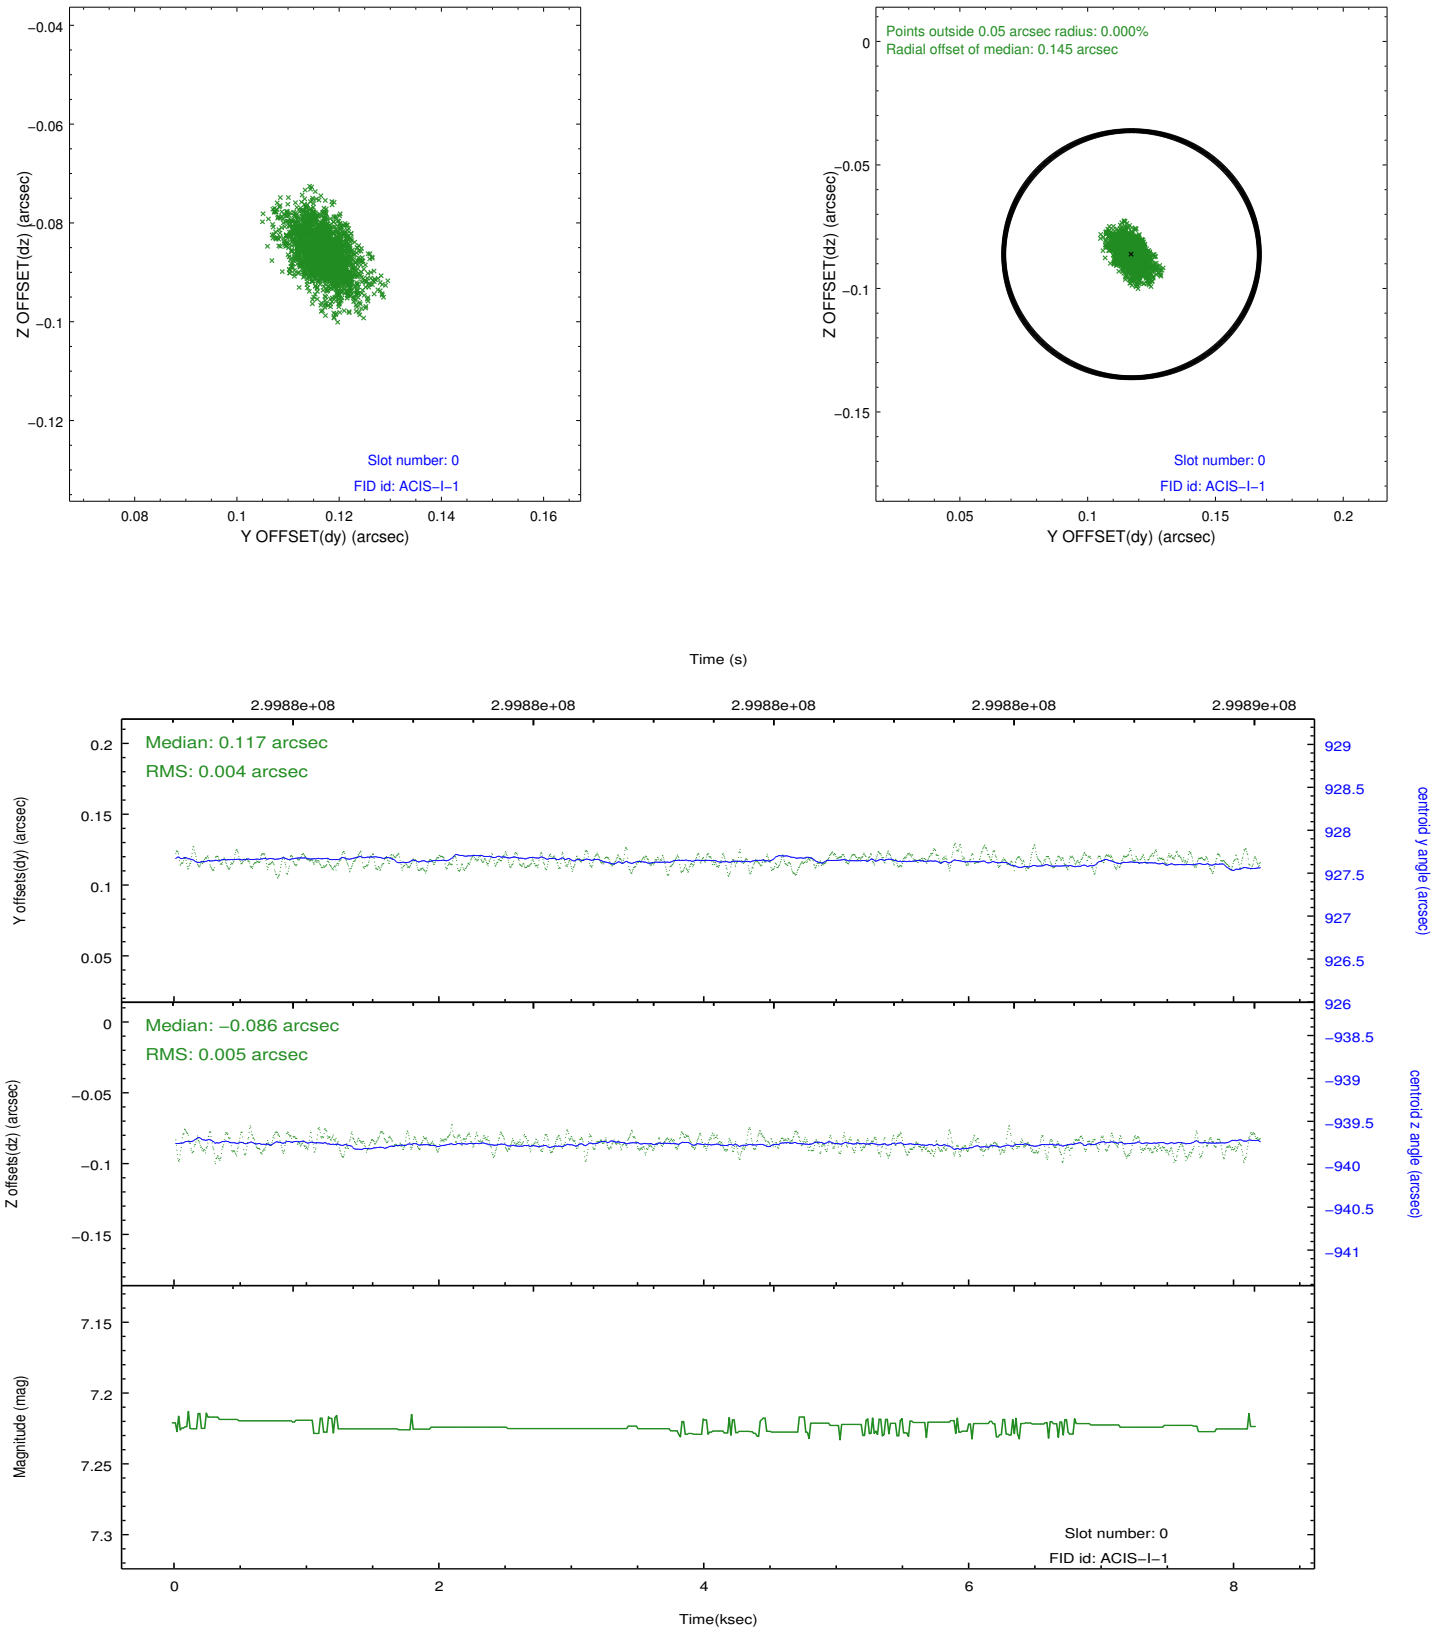 −0.04
−0.06
−0.08
−0.1
−0.12
Z OFFSET(dz) (arcsec)
Slot number: 0
FID id: ACIS−I−1
0.08 0.1 0.12 0.14 0.16
Y OFFSET(dy) (arcsec)
Points outside 0.05 arcsec radius: 0.000%
Radial offset of median: 0.145 arcsec
0
−0.05
−0.1
−0.15
Z OFFSET(dz) (arcsec)
Slot number: 0
FID id: ACIS−I−1
0.05 0.1 0.15 0.2
Y OFFSET(dy) (arcsec)
Time (s)
2.9988e+08 2.9988e+08 2.9988e+08 2.9988e+08 2.9989e+08
Median: 0.117 arcsec
RMS: 0.004 arcsec
0.2
0.15
0.1
0.05
Y offsets(dy) (arcsec)
929
928.5
928
927.5
927
926.5
926
centroid y angle (arcsec)
Median: −0.086 arcsec
RMS: 0.005 arcsec
0
−0.05
−0.1
−0.15
Z offsets(dz) (arcsec)
−938.5
−939
−939.5
−940
−940.5
−941
centroid z angle (arcsec)
7.15
7.2
7.25
7.3
Magnitude (mag)
Slot number: 0
FID id: ACIS−I−1
0 2 4 6 8
Time(ksec)